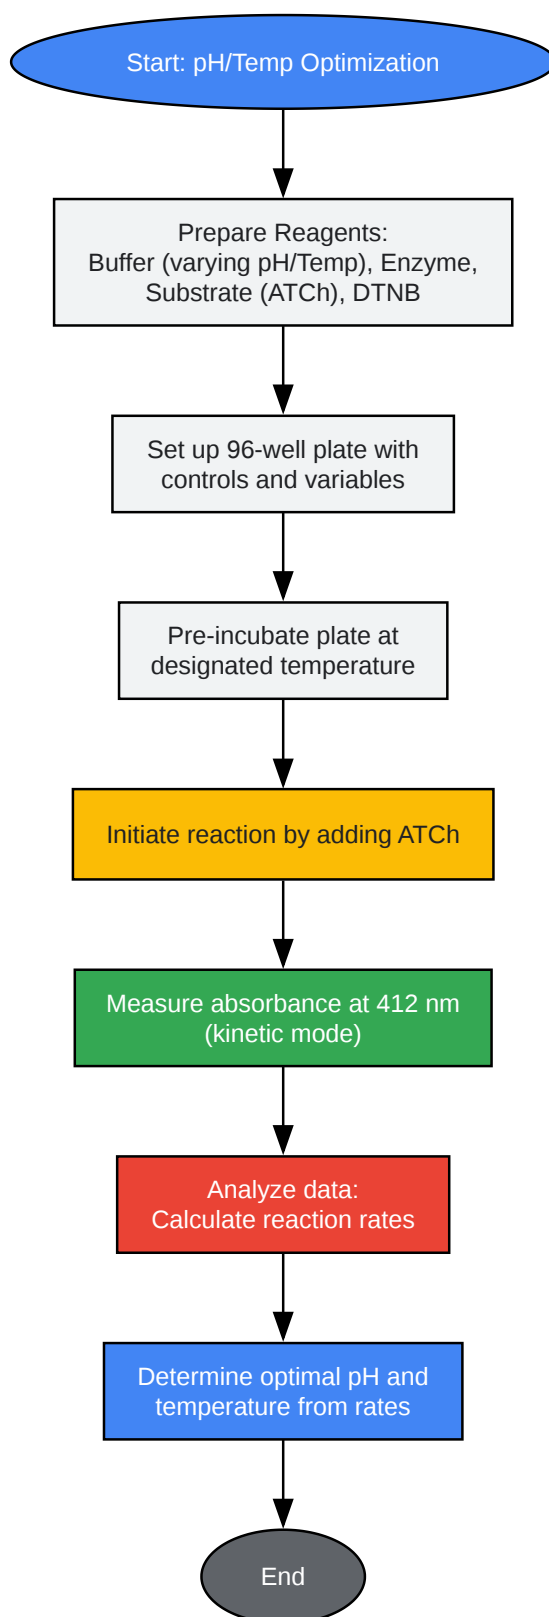 Start: pH/Temp Optimization
Prepare Reagents:
Buffer (varying pH/Temp), Enzyme,
Substrate (ATCh), DTNB
Set up 96-well plate with
controls and variables
Pre-incubate plate at
designated temperature
Initiate reaction by adding ATCh
Measure absorbance at 412 nm
(kinetic mode)
Analyze data:
Calculate reaction rates
Determine optimal pH and
temperature from rates
End